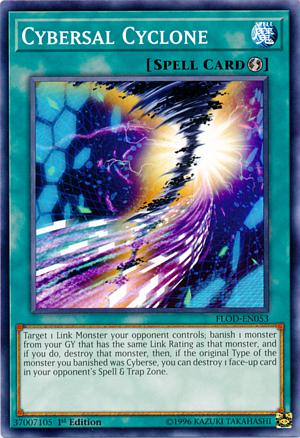 CYBERSAL CYCLONE
[SPELL CARD]
FLOD-EN053
Target 1 Link Monster your opponent controls; banish 1 monster
from your GY that has the same Link Rating as that monster, and
if you do, destroy that monster, then, if the original Type of the
monster you banished was Cyberse, you can destroy 1 face-up
card in your opponent's Spell & Trap Zone.
37007105 1st Edition ©1996 KAZUKI TAKAHASHI